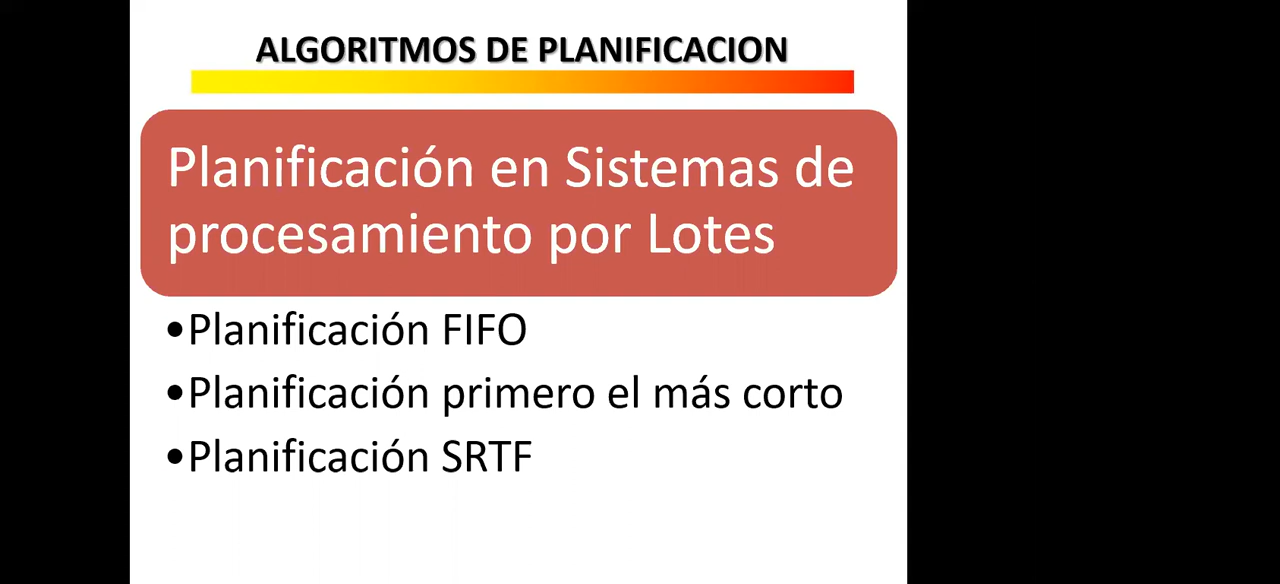 ALGORITMOS DE PLANIFICACION
Planificación en Sistemas de
procesamiento por Lotes
•Planificación FIFO
•Planificación primero el más corto
•Planificación SRTF